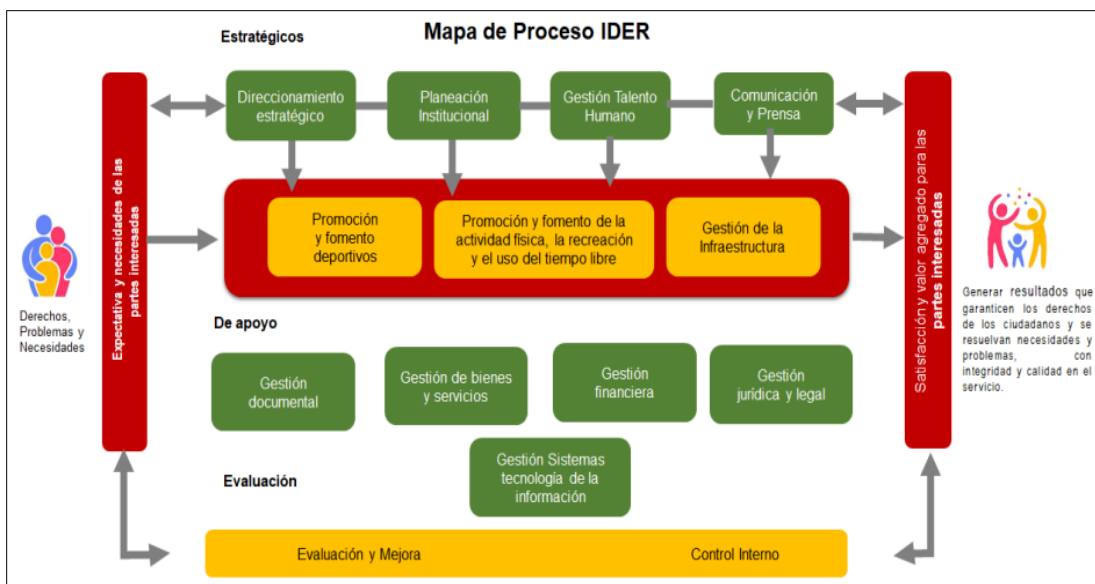 Mapa de Proceso IDER
Estratégicos
Direccionamiento
estratégico
Planeación
Institucional
Gestión Talento
Humano
Comunicación
y Prensa
Expectativa y necesidades de las
partes interesadas
Derechos,
Problemas y
Necesidades
Promoción
y fomento
deportivos
Promoción y fomento de la
actividad física, la recreación
y el uso del tiempo libre
Gestión de la
Infraestructura
Satisfacción y valor agregado para las
partes interesadas
Generar resultados que
garanticen los derechos
de los ciudadanos y se
resuelvan necesidades y
problemas, con
integridad y calidad en el
servicio.
De apoyo
Gestión
documental
Gestión de bienes
y servicios
Gestión
financiera
Gestión
jurídica y legal
Gestión Sistemas
tecnología de la
información
Evaluación
Evaluación y Mejora
Control Interno